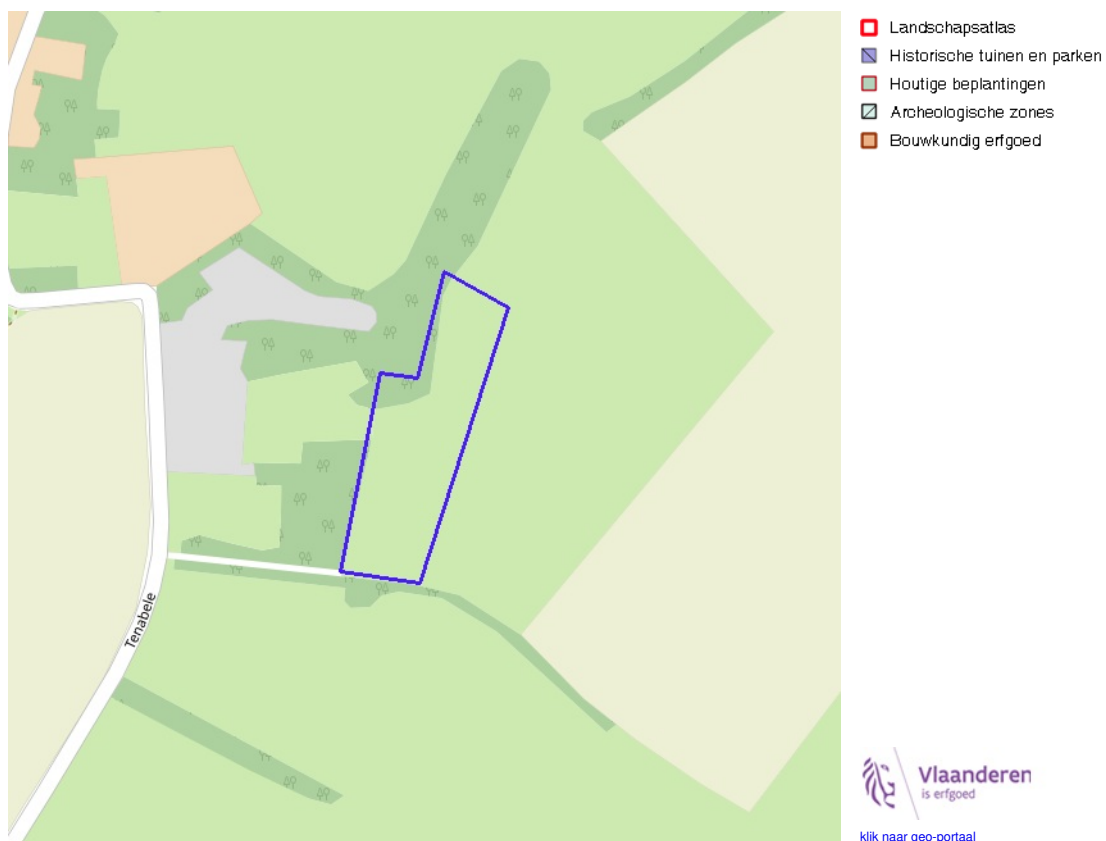 Landschapsatlas
Historische tuinen en parken
Houtige beplantingen
Archeologische zones
Bouwkundig erfgoed
Tenabele
Vlaanderen
is erfgoed
klik naar geo-portaal